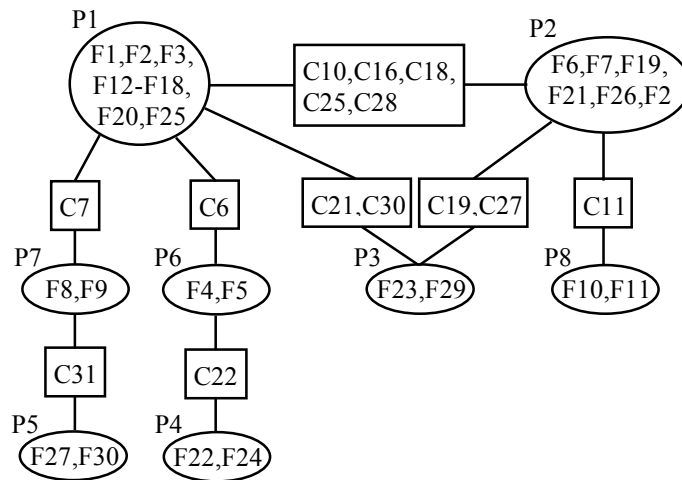 P1
F1,F2,F3,
F12-F18,
F20,F25
C10,C16,C18,
C25,C28
P2
F6,F7,F19,
F21,F26,F2
C7
C6
C21,C30
C19,C27
C11
P7
F8,F9
P6
F4,F5
P3
F23,F29
P8
F10,F11
C31
C22
P5
F27,F30
P4
F22,F24